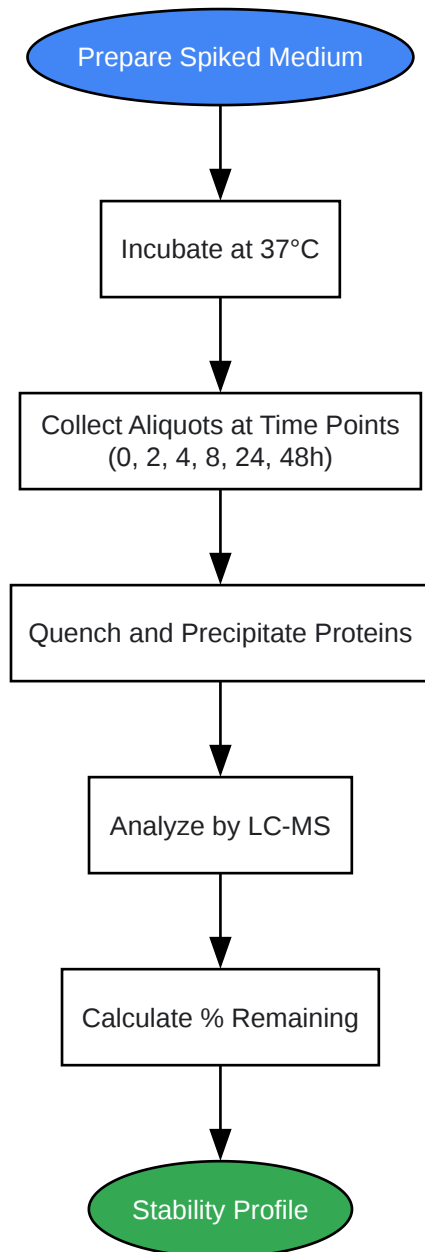 Prepare Spiked Medium
Incubate at 37°C
Collect Aliquots at Time Points
(0, 2, 4, 8, 24, 48h)
Quench and Precipitate Proteins
Analyze by LC-MS
Calculate % Remaining
Stability Profile